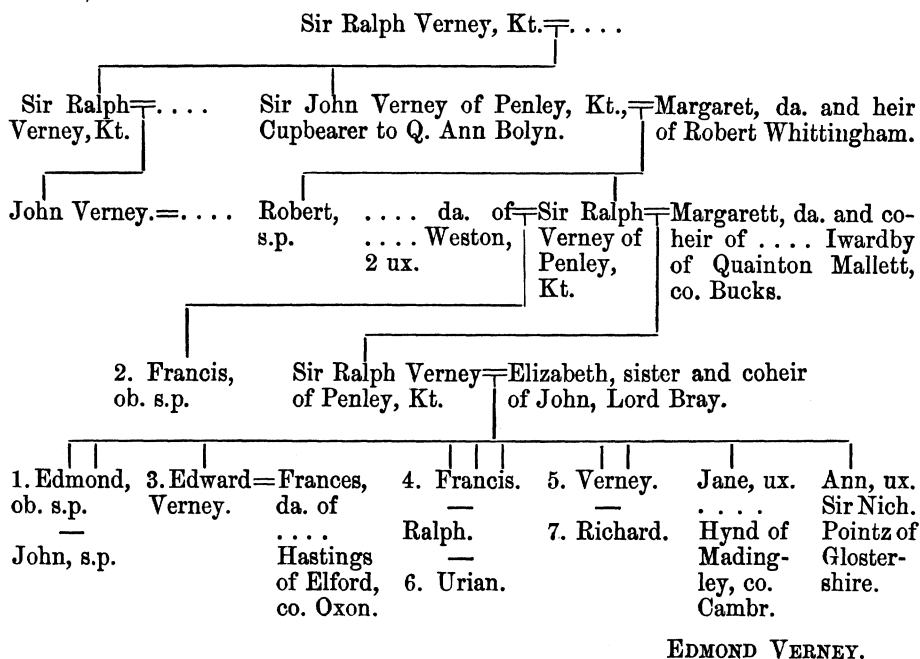 Sir Ralph Verney, Kt.=. . . .
Sir Ralph=. . . .
Verney, Kt.
Sir John Verney of Penley, Kt.,=Margaret, da. and heir
Cupbearer to Q. Ann Bolyn. of Robert Whittingham.
John Verney.=. . . .
Robert,
s.p.
. . . . da. of=Sir Ralph=Margarett, da. and co-
. . . . Weston, Verney of heir of . . . . Iwardby
2 ux. Penley, of Quainton Mallett,
Kt. co. Bucks.
2. Francis,
ob. s.p.
Sir Ralph Verney=Elizabeth, sister and coheir
of Penley, Kt. of John, Lord Bray.
1. Edmond,
ob. s.p.
—
John, s.p.
3. Edward=Frances,
Verney. da. of
. . . .
Hastings
of Elford,
co. Oxon.
4. Francis.
—
Ralph.
—
6. Urian.
5. Verney.
—
7. Richard.
Jane, ux.
. . . .
Hynd of
Mading-
ley, co.
Cambr.
Ann, ux.
Sir Nich.
Pointz of
Gloster-
shire.
EDMOND VERNEY.